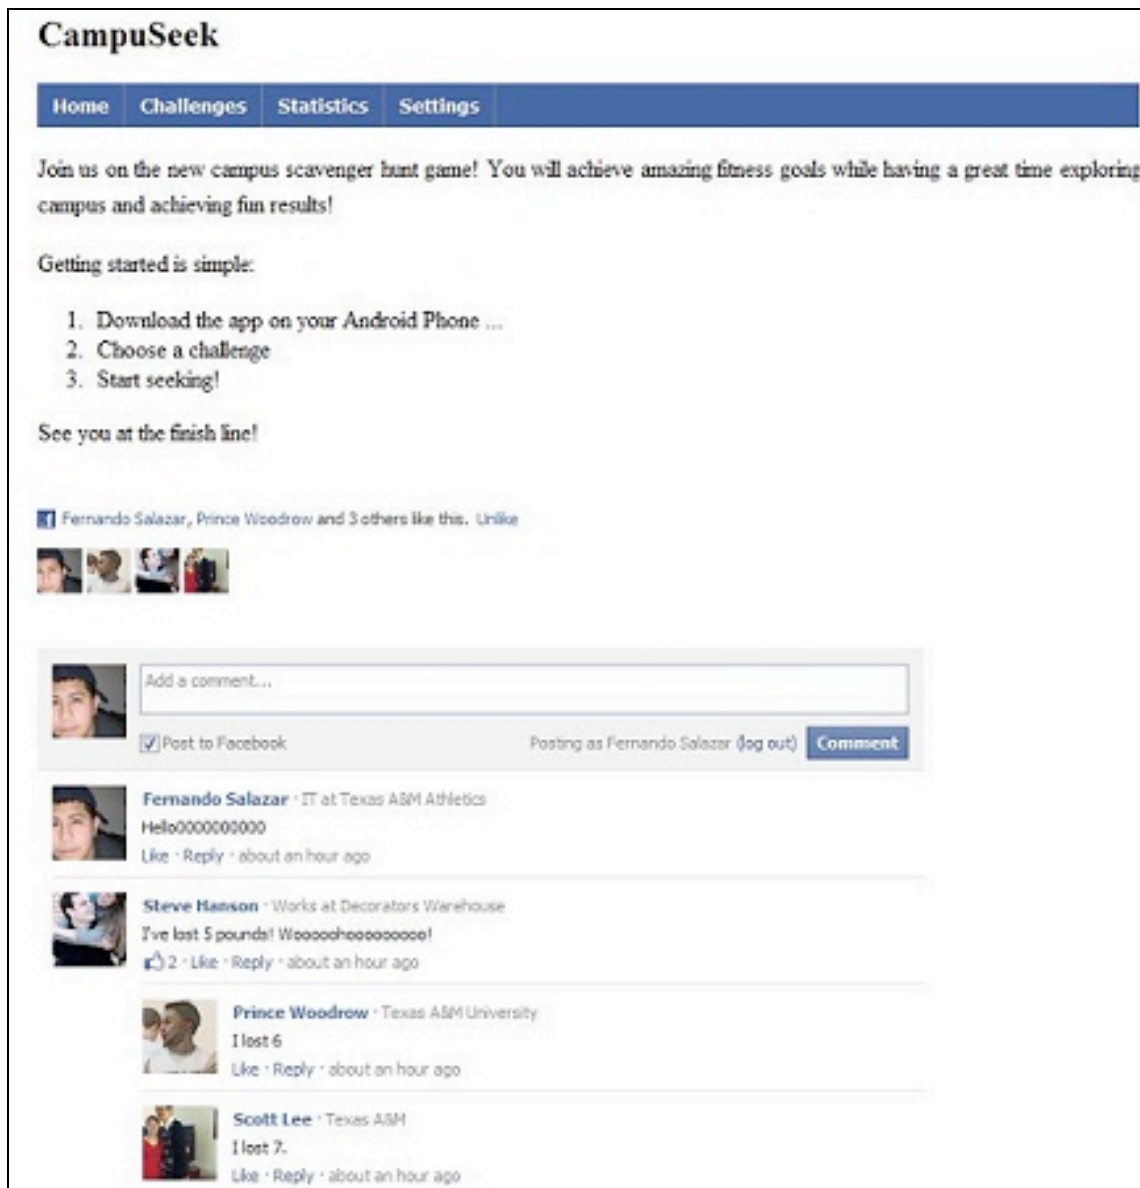 CampuSeek
Home Challenges Statistics Settings
Join us on the new campus scavenger hunt game! You will achieve amazing fitness goals while having a great time exploring
campus and achieving fun results!
Getting started is simple:
1. Download the app on your Android Phone ...
2. Choose a challenge
3. Start seeking!
See you at the finish line!
Fernando Salazar, Prince Woodrow and 3 others like this. Unlike
Add a comment...
Post to Facebook Posting as Fernando Salazar (log out) Comment
Fernando Salazar · IT at Texas A&M Athletics
Hello0000000000
Like · Reply · about an hour ago
Steve Hanson · Works at Decorators Warehouse
I've lost 5 pounds! Wooooohoooooooooo!
2 · Like · Reply · about an hour ago
Prince Woodrow · Texas A&M University
I lost 6
Like · Reply · about an hour ago
Scott Lee · Texas A&M
I lost 7.
Like · Reply · about an hour ago